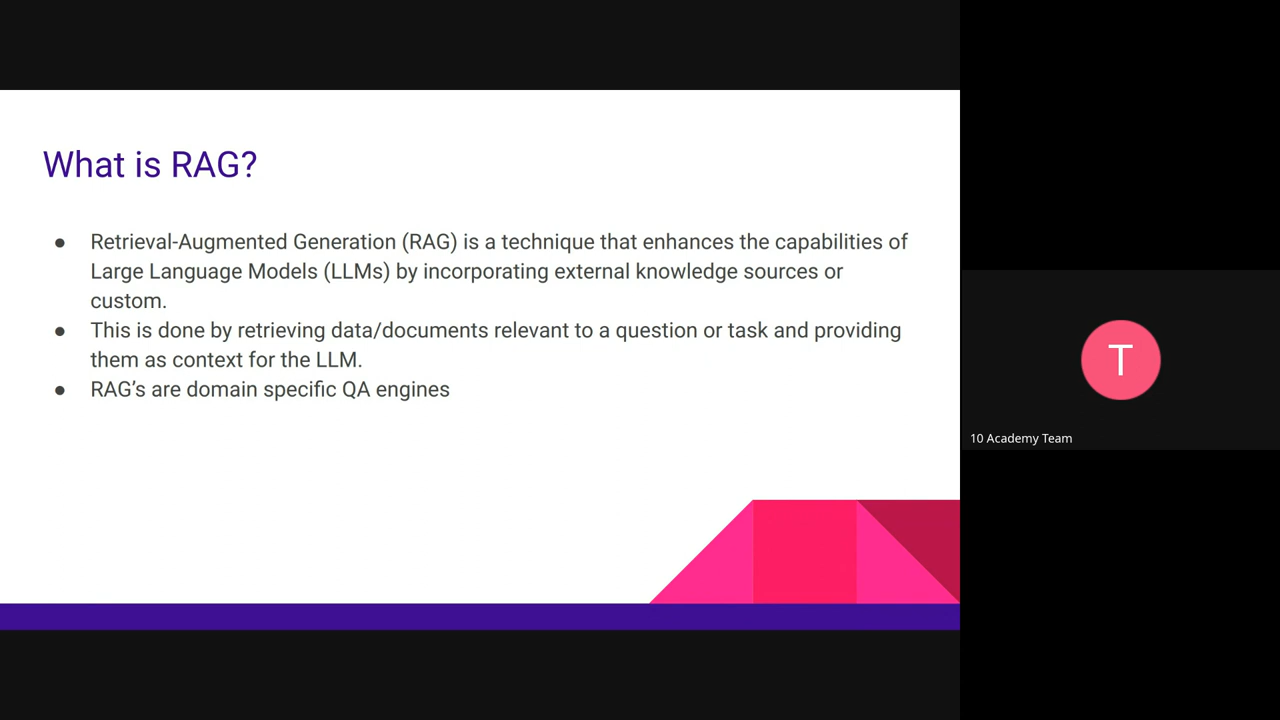 What is RAG?
● Retrieval-Augmented Generation (RAG) is a technique that enhances the capabilities of
Large Language Models (LLMs) by incorporating external knowledge sources or
custom.
● This is done by retrieving data/documents relevant to a question or task and providing
them as context for the LLM.
● RAG’s are domain specific QA engines
T
10 Academy Team